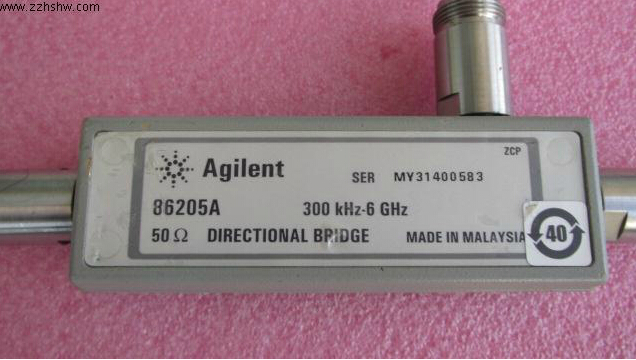 www.zzhshw.com
ZCP
Agilent SER MY31400583
86205A 300 kHz-6 GHz
50 Ω DIRECTIONAL BRIDGE MADE IN MALAYSIA
40